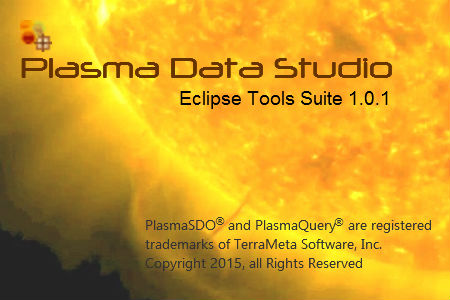 Plasma Data Studio
Eclipse Tools Suite 1.0.1
PlasmaSDO® and PlasmaQuery® are registered
trademarks of TerraMeta Software, Inc.
Copyright 2015, all Rights Reserved